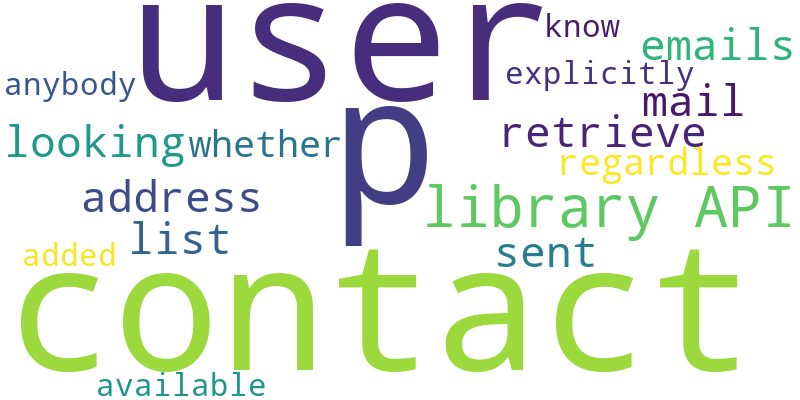 user
know
emails
anybody
explicitly
mail
p
looking
whether
retrieve
regardless
address
library API
list
sent
added
contact
available